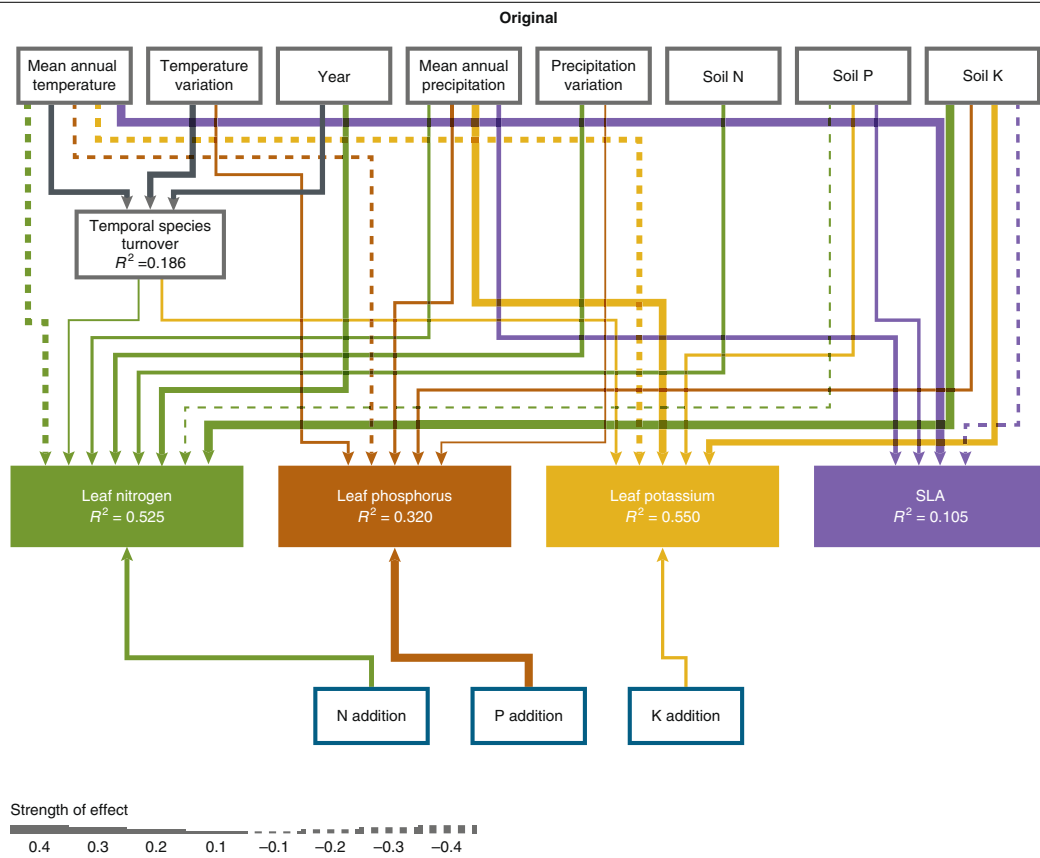 Original
Mean annual
temperature
Temperature
variation
Year
Mean annual
precipitation
Precipitation
variation
Soil N
Soil P
Soil K
Temporal species
turnover
R² =0.186
Leaf nitrogen
R² = 0.525
Leaf phosphorus
R² = 0.320
Leaf potassium
R² = 0.550
SLA
R² = 0.105
N addition
P addition
K addition
Strength of effect
0.4 0.3 0.2 0.1 –0.1 –0.2 –0.3 –0.4